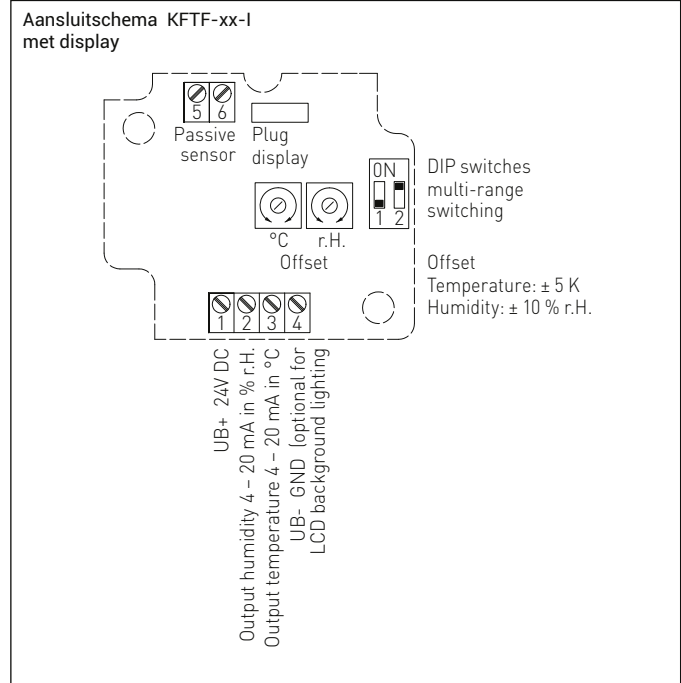 Aansluitschema KFTF-xx-I
met display
5 6
Passive
sensor
Plug
display
ON
1 2
DIP switches
multi-range
switching
°C r.H.
Offset
Offset
Temperature: ± 5 K
Humidity: ± 10 % r.H.
1 2 3 4
UB+ 24V DC
Output humidity 4 – 20 mA in % r.H.
Output temperature 4 – 20 mA in °C
UB- GND (optional for
LCD background lighting